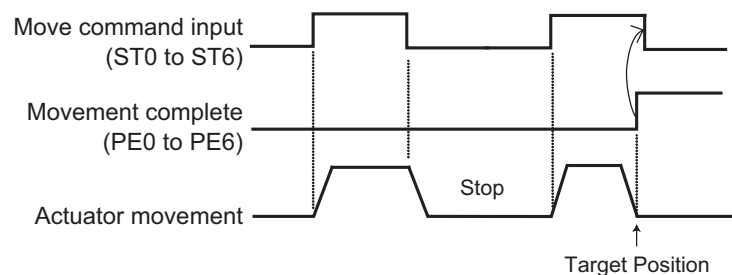 Move command input
(ST0 to ST6)
Movement complete
(PE0 to PE6)
Stop
Actuator movement
Target Position